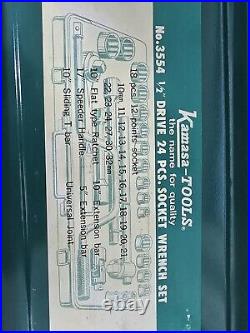 Kamasa-TOOLS®
the name for quality
No.3554 1/2" DRIVE 24 PCS. SOCKET WRENCH SET
18 pcs 12 points socket
10mm 11, 12, 13, 14, 15, 16, 17, 18, 19, 20, 21,
22, 23, 24, 27, 30, 32mm
10" Flat type Ratchet
10" Extension bar
17" Speeder Handle
5" Extension bar
10" Sliding T bar
Universal Joint